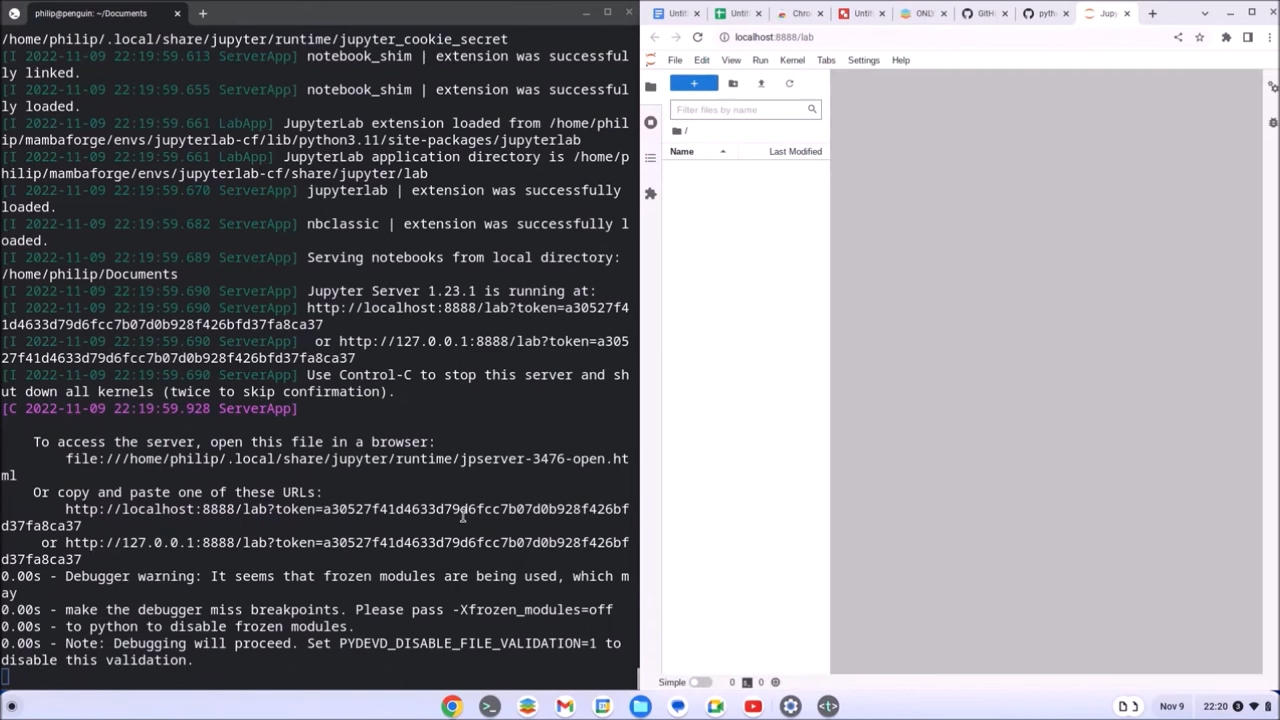 philip@penguin: ~/Documents
/home/philip/.local/share/jupyter/runtime/jupyter_cookie_secret
[I 2022-11-09 22:19:59.613 ServerApp] notebook_shim | extension was successful
ly linked.
[I 2022-11-09 22:19:59.655 ServerApp] notebook_shim | extension was successful
ly loaded.
[I 2022-11-09 22:19:59.661 LabApp] JupyterLab extension loaded from /home/phil
ip/mambaforge/envs/jupyterlab-cf/lib/python3.11/site-packages/jupyterlab
[I 2022-11-09 22:19:59.662 LabApp] JupyterLab application directory is /home/p
hilip/mambaforge/envs/jupyterlab-cf/share/jupyter/lab
[I 2022-11-09 22:19:59.670 ServerApp] jupyterlab | extension was successfully
loaded.
[I 2022-11-09 22:19:59.682 ServerApp] nbclassic | extension was successfully l
oaded.
[I 2022-11-09 22:19:59.689 ServerApp] Serving notebooks from local directory:
/home/philip/Documents
[I 2022-11-09 22:19:59.690 ServerApp] Jupyter Server 1.23.1 is running at:
[I 2022-11-09 22:19:59.690 ServerApp] http://localhost:8888/lab?token=a30527f4
1d4633d79d6fcc7b07d0b928f426bfd37fa8ca37
[I 2022-11-09 22:19:59.690 ServerApp]  or http://127.0.0.1:8888/lab?token=a305
27f41d4633d79d6fcc7b07d0b928f426bfd37fa8ca37
[I 2022-11-09 22:19:59.690 ServerApp] Use Control-C to stop this server and sh
ut down all kernels (twice to skip confirmation).
[C 2022-11-09 22:19:59.928 ServerApp]
To access the server, open this file in a browser:
file:///home/philip/.local/share/jupyter/runtime/jpserver-3476-open.ht
ml
Or copy and paste one of these URLs:
http://localhost:8888/lab?token=a30527f41d4633d79d6fcc7b07d0b928f426bf
d37fa8ca37
or http://127.0.0.1:8888/lab?token=a30527f41d4633d79d6fcc7b07d0b928f426bf
d37fa8ca37
0.00s - Debugger warning: It seems that frozen modules are being used, which m
ay
0.00s - make the debugger miss breakpoints. Please pass -Xfrozen_modules=off
0.00s - to python to disable frozen modules.
0.00s - Note: Debugging will proceed. Set PYDEVD_DISABLE_FILE_VALIDATION=1 to
disable this validation.
Untit Untit Chro Untit ONLY GitH pyth Jupy
localhost:8888/lab
File Edit View Run Kernel Tabs Settings Help
+
Filter files by name
/
Name Last Modified
Simple 0 0
Nov 9 22:20